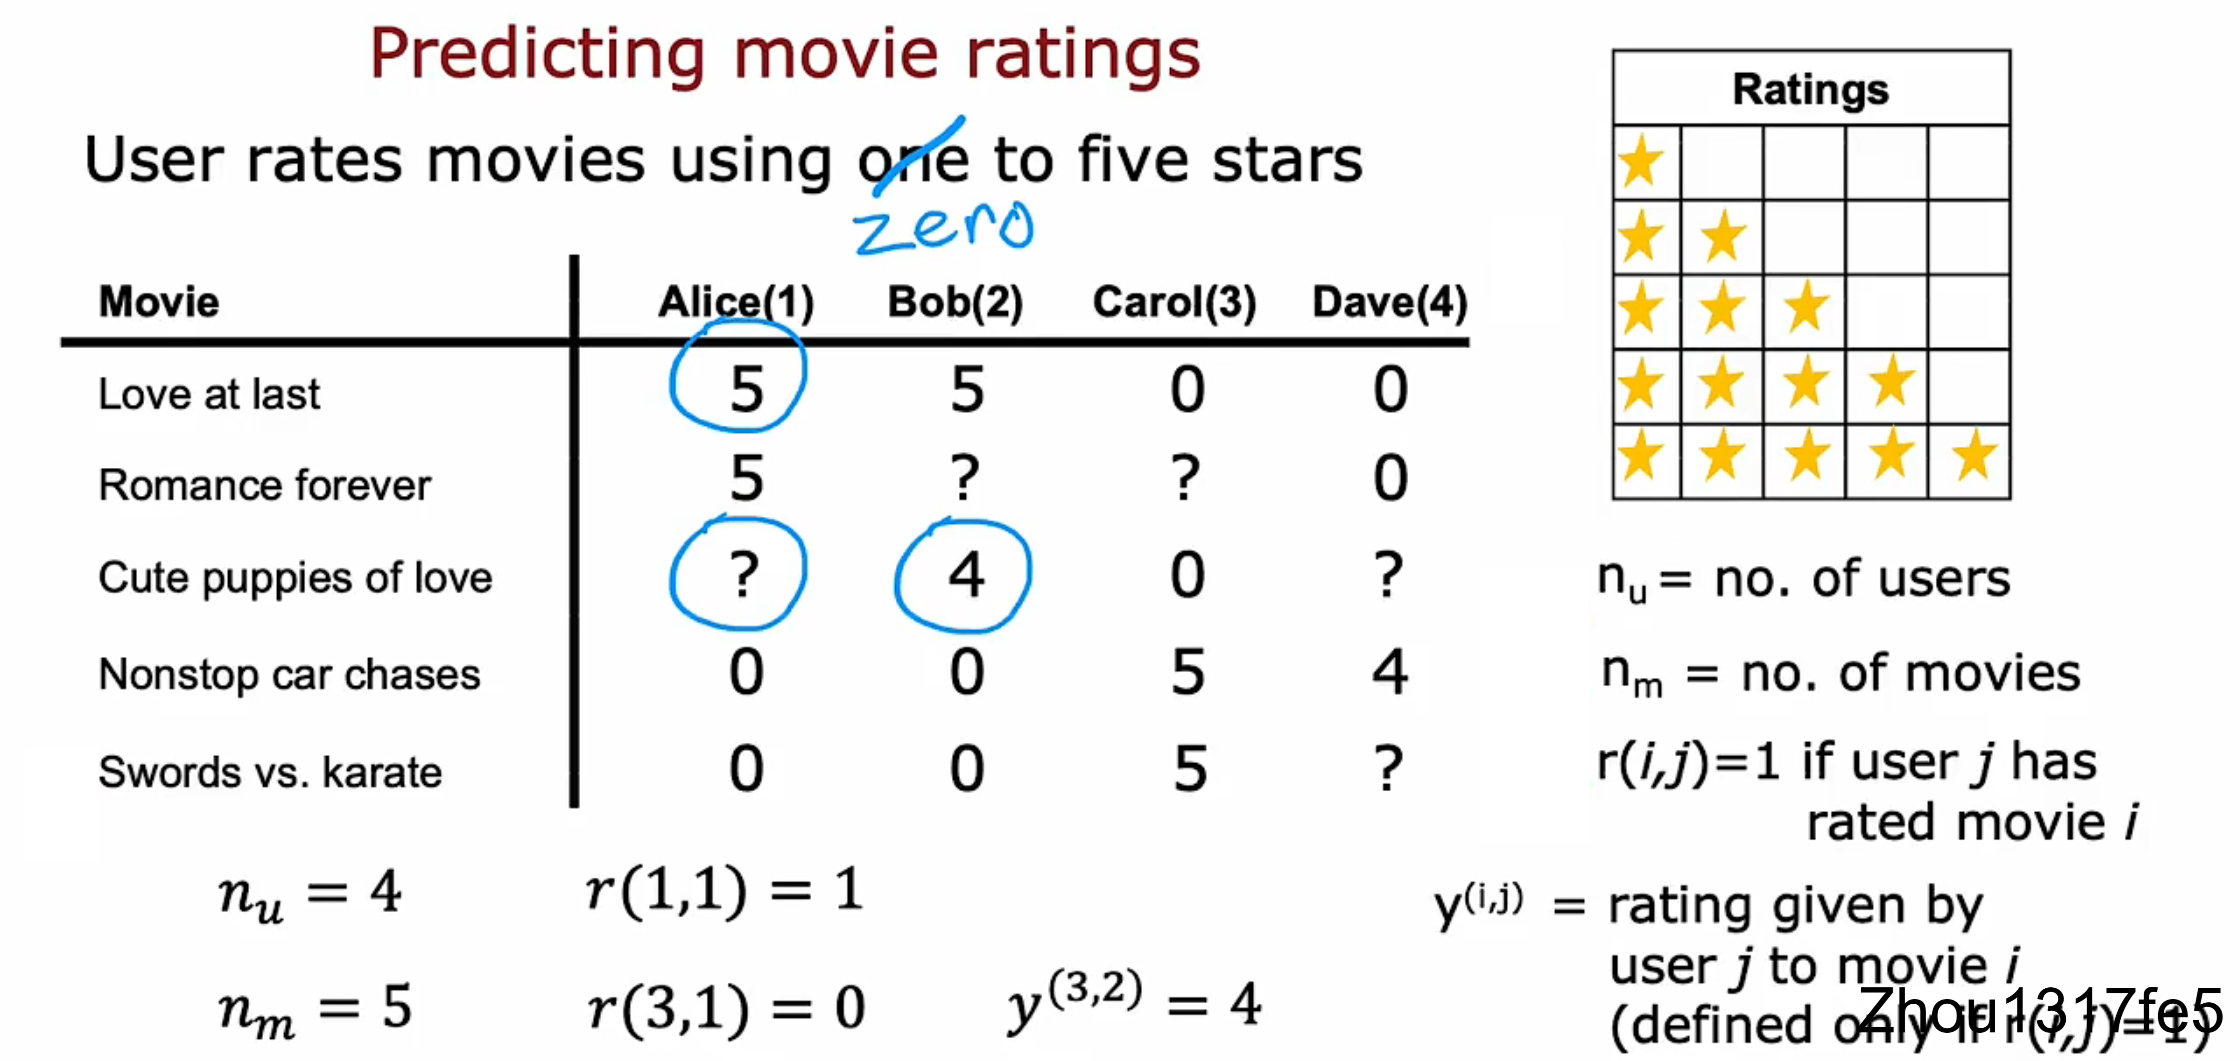 Predicting movie ratings
User rates movies using one to five stars
zero
Ratings
Movie Alice(1) Bob(2) Carol(3) Dave(4)
Love at last 5 5 0 0
Romance forever 5 ? ? 0
Cute puppies of love ? 4 0 ?
Nonstop car chases 0 0 5 4
Swords vs. karate 0 0 5 ?
n_u = no. of users
n_m = no. of movies
r(i,j)=1 if user j has
rated movie i
y^(i,j) = rating given by
user j to movie i
(defined only if r(i,j)=1)
n_u = 4 r(1,1) = 1
n_m = 5 r(3,1) = 0 y^(3,2) = 4
Zhou1317fe5